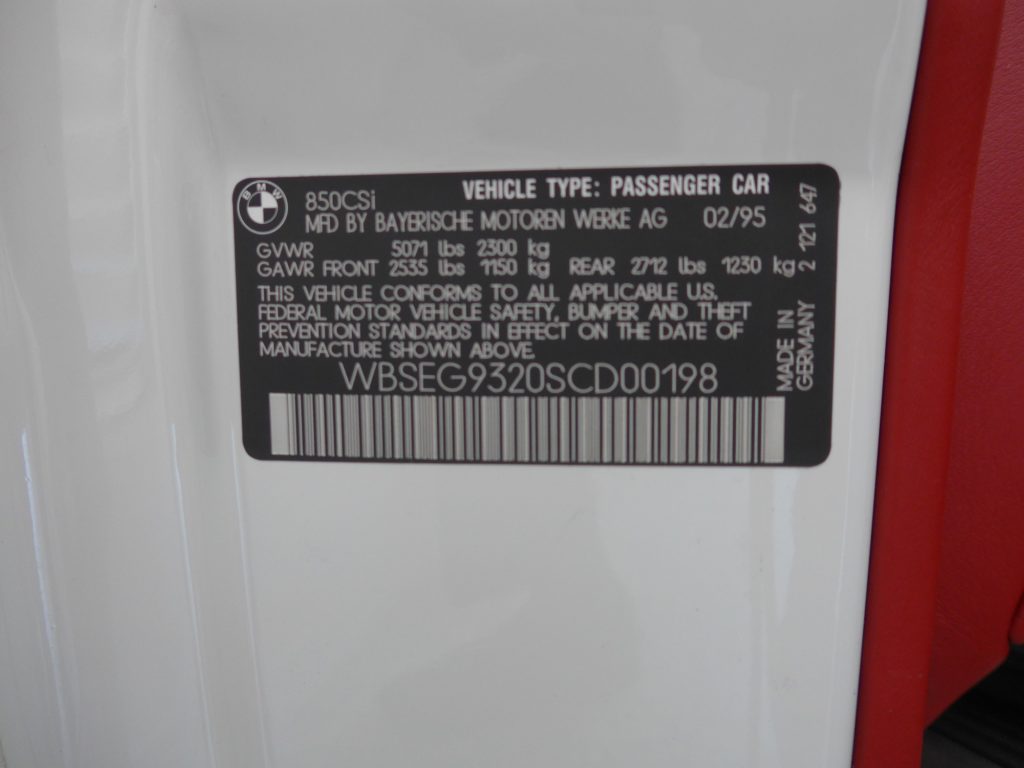 BMW
850CSi VEHICLE TYPE: PASSENGER CAR
MFD BY BAYERISCHE MOTOREN WERKE AG 02/95
GVWR 5071 lbs 2300 kg
GAWR FRONT 2535 lbs 1150 kg REAR 2712 lbs 1230 kg
THIS VEHICLE CONFORMS TO ALL APPLICABLE U.S.
FEDERAL MOTOR VEHICLE SAFETY, BUMPER AND THEFT
PREVENTION STANDARDS IN EFFECT ON THE DATE OF
MANUFACTURE SHOWN ABOVE.
WBSEG9320SCD00198
MADE IN
GERMANY 2 121 647